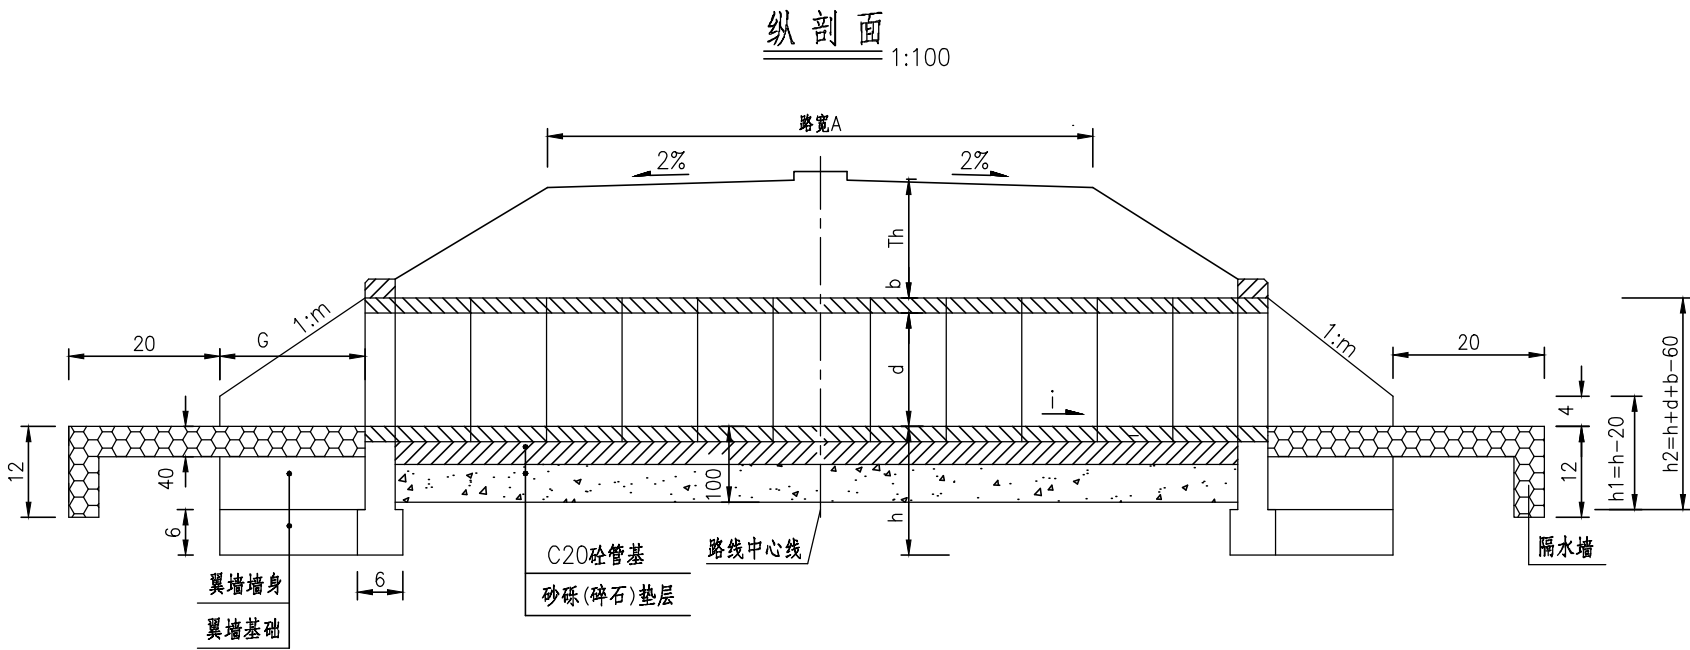 纵剖面
1:100
路宽A
2%
2%
Th
b
1:m
1:m
20
G
d
i
20
4
h1=h-20
h2=h+d+b-60
12
40
6
100
h
12
6
C20砼管基
砂砾(碎石)垫层
路线中心线
隔水墙
翼墙墙身
翼墙基础